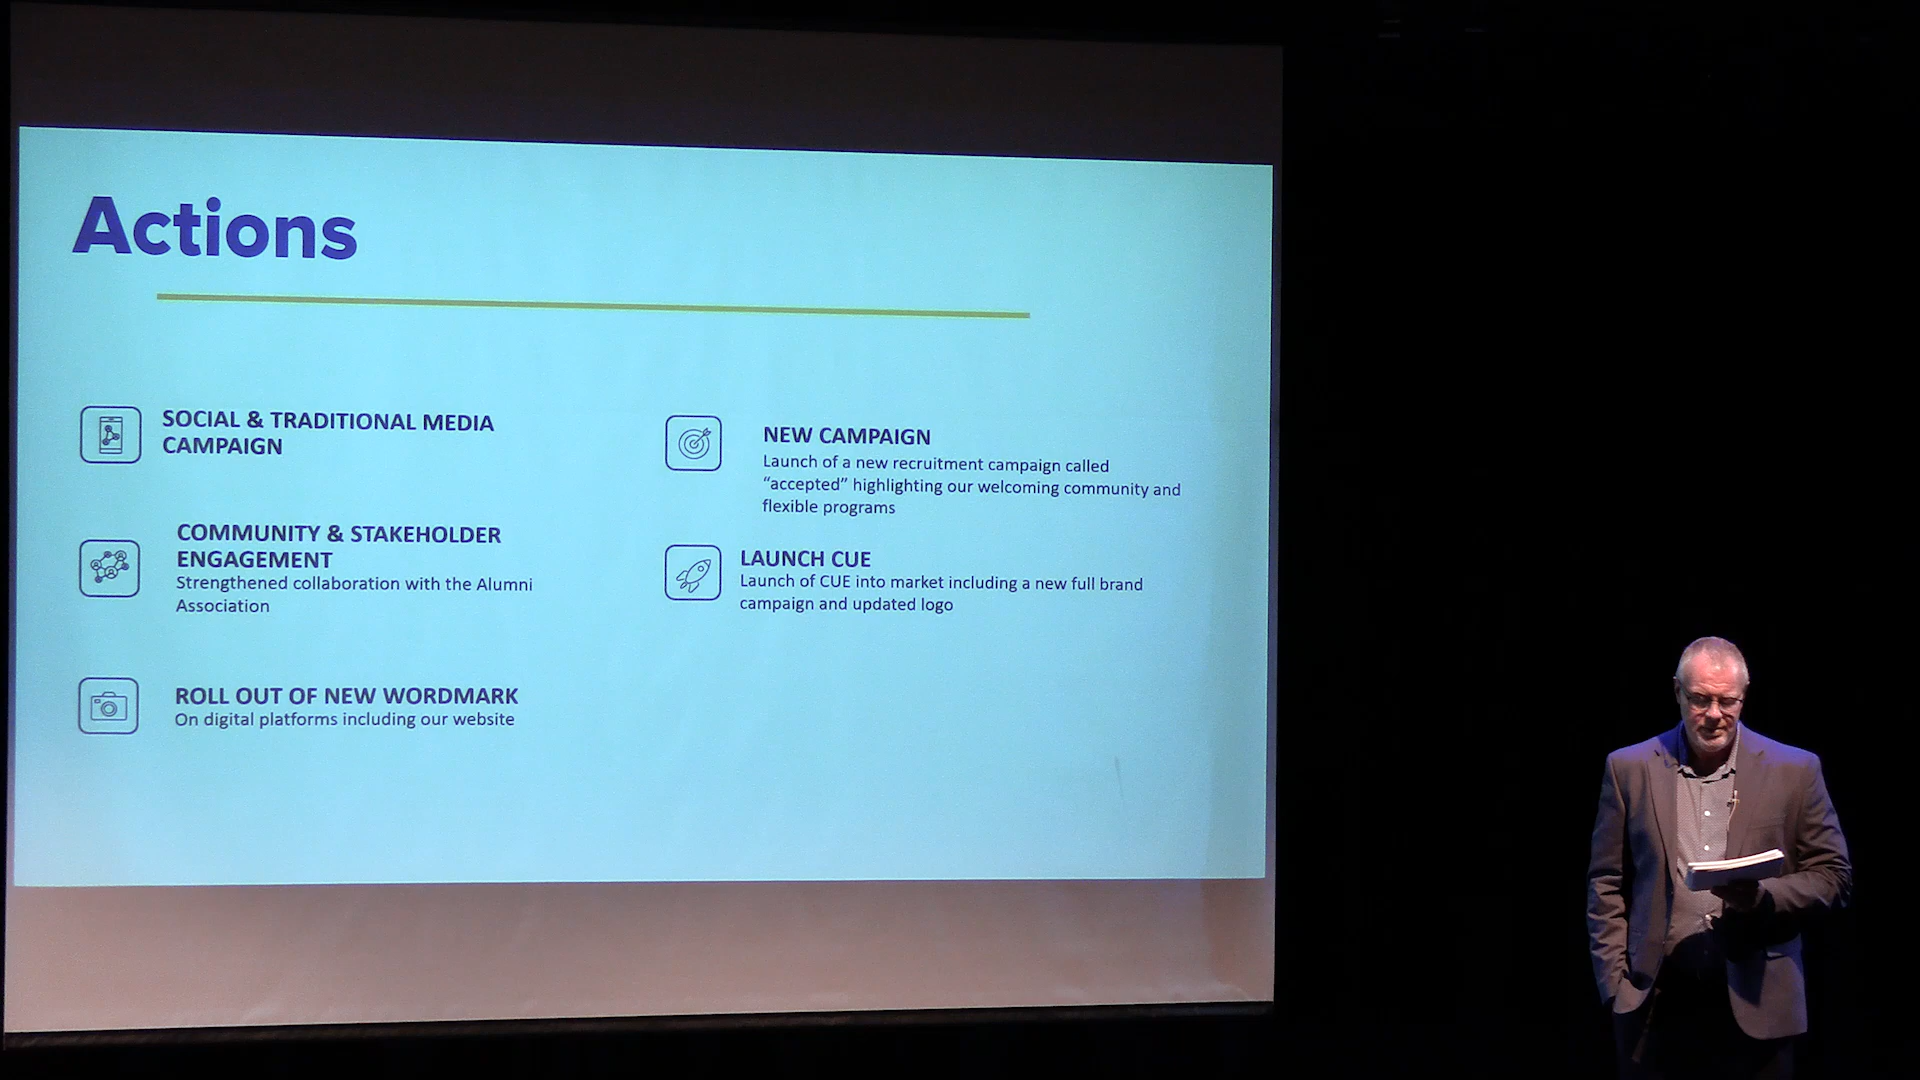 Actions
SOCIAL & TRADITIONAL MEDIA
CAMPAIGN
COMMUNITY & STAKEHOLDER
ENGAGEMENT
Strengthened collaboration with the Alumni
Association
ROLL OUT OF NEW WORDMARK
On digital platforms including our website
NEW CAMPAIGN
Launch of a new recruitment campaign called
“accepted” highlighting our welcoming community and
flexible programs
LAUNCH CUE
Launch of CUE into market including a new full brand
campaign and updated logo